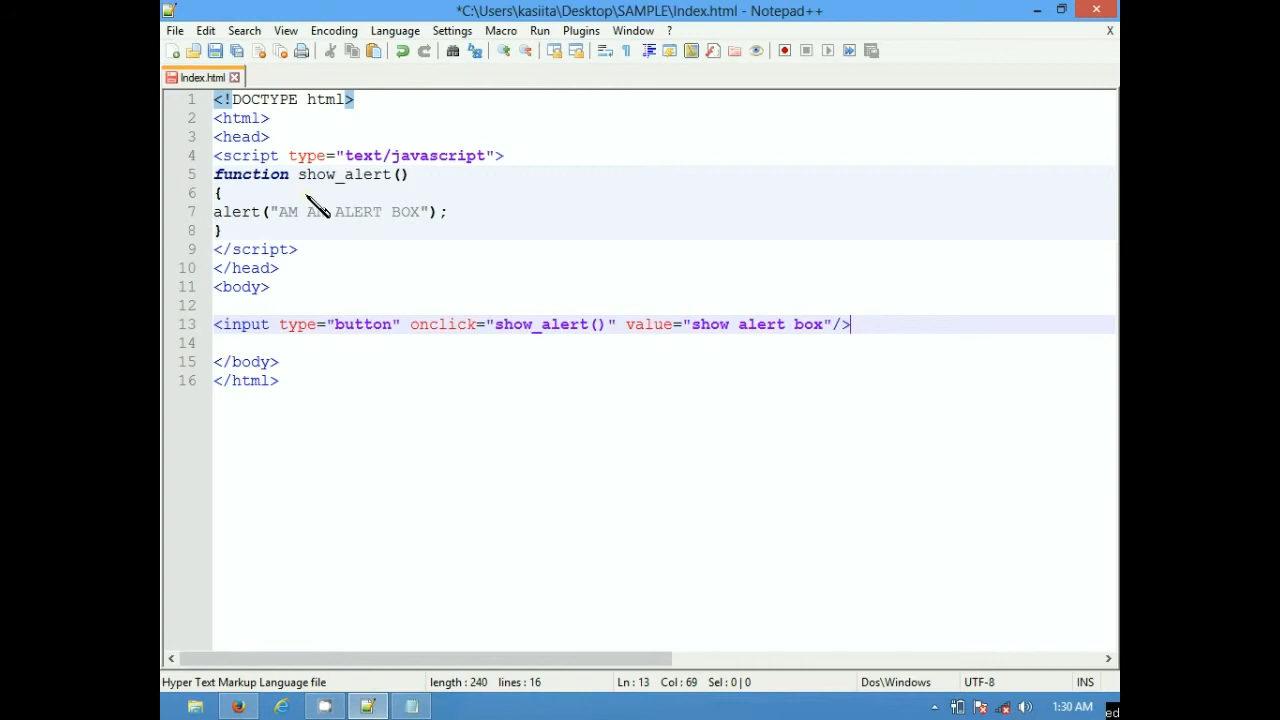 *C:\Users\kasiita\Desktop\SAMPLE\Index.html - Notepad++
File Edit Search View Encoding Language Settings Macro Run Plugins Window ? X
Index.html
1 <!DOCTYPE html>
2 <html>
3 <head>
4 <script type="text/javascript">
5 function show_alert()
6 {
7 alert("AM AN ALERT BOX");
8 }
9 </script>
10 </head>
11 <body>
12
13 <input type="button" onclick="show_alert()" value="show alert box"/>
14
15 </body>
16 </html>
Hyper Text Markup Language file length : 240 lines : 16 Ln : 13 Col : 69 Sel : 0 | 0 Dos\Windows UTF-8 INS
1:30 AM
ed